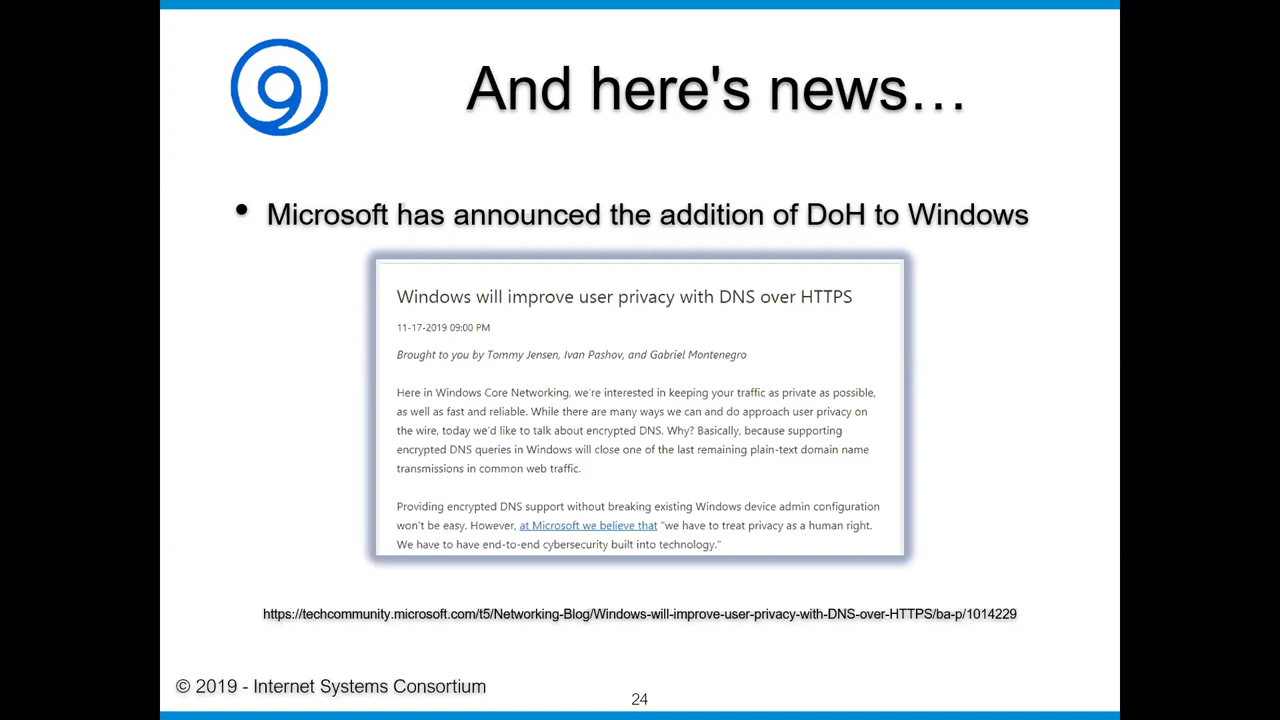 And here's news…
• Microsoft has announced the addition of DoH to Windows
Windows will improve user privacy with DNS over HTTPS
11-17-2019 09:00 PM
Brought to you by Tommy Jensen, Ivan Pashov, and Gabriel Montenegro
Here in Windows Core Networking, we're interested in keeping your traffic as private as possible,
as well as fast and reliable. While there are many ways we can and do approach user privacy on
the wire, today we'd like to talk about encrypted DNS. Why? Basically, because supporting
encrypted DNS queries in Windows will close one of the last remaining plain-text domain name
transmissions in common web traffic.
Providing encrypted DNS support without breaking existing Windows device admin configuration
won't be easy. However, at Microsoft we believe that "we have to treat privacy as a human right.
We have to have end-to-end cybersecurity built into technology."
https://techcommunity.microsoft.com/t5/Networking-Blog/Windows-will-improve-user-privacy-with-DNS-over-HTTPS/ba-p/1014229
© 2019 - Internet Systems Consortium
24